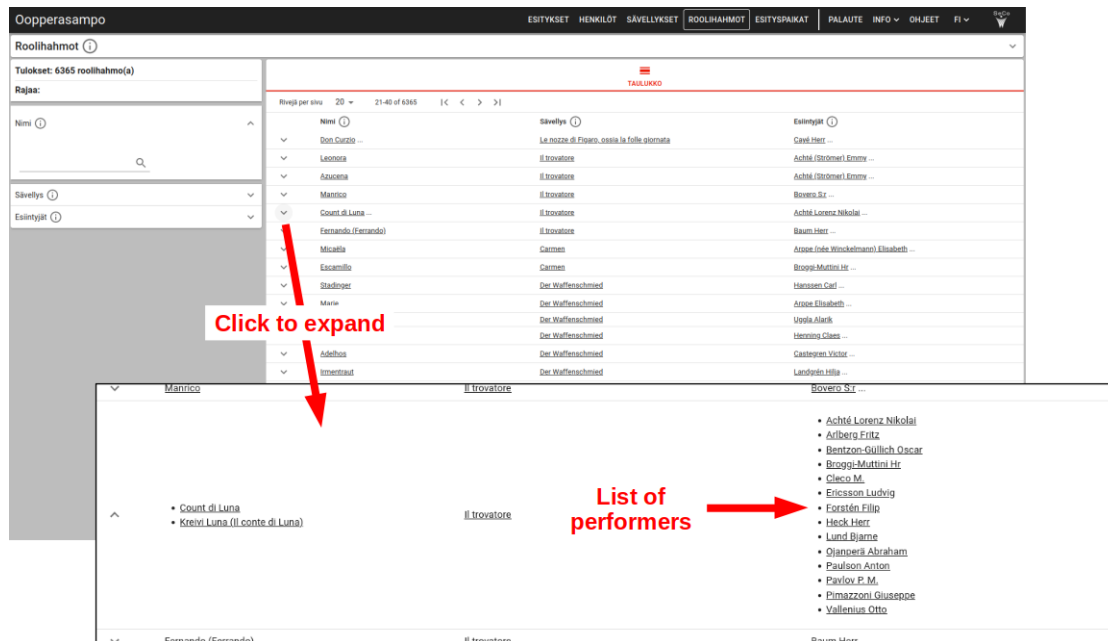 Oopperasampo ESITYKSET HENKILÖT SÄVELLYKSET ROOLIHAHMOT ESITYSPAIKAT PALAUTE INFO OHJEET FI SeCo
Roolihahmot
Tulokset: 6365 roolihahmo(a)
Rajaa:
TAULUKKO
Rivejä per sivu 20 21-40 of 6365
Nimi
Sävellys
Esiintyjät
Nimi Sävellys Esiintyjät
Don Curzio ... Le nozze di Figaro, ossia la folle giornata Cavé Herr ...
Leonora Il trovatore Achté (Strömer) Emmy ...
Azucena Il trovatore Achté (Strömer) Emmy ...
Manrico Il trovatore Bovero S:r ...
Count di Luna ... Il trovatore Achté Lorenz Nikolai ...
Fernando (Ferrando) Il trovatore Baum Herr ...
Micaëla Carmen Arppe (née Winckelmann) Elisabeth ...
Escamillo Carmen Broggi-Muttini Hr ...
Stadinger Der Waffenschmied Hanssen Carl ...
Marie Der Waffenschmied Arppe Elisabeth ...
Der Waffenschmied Uggla Alarik
Der Waffenschmied Henning Claes ...
Adelhos Der Waffenschmied Castegren Victor ...
Irmentraut Der Waffenschmied Landgrén Hilja ...
Click to expand
Manrico Il trovatore Bovero S:r ...
Count di Luna
Kreivi Luna (Il conte di Luna)
Il trovatore
List of
performers
Achté Lorenz Nikolai
Arlberg Fritz
Bentzon-Güllich Oscar
Broggi-Muttini Hr
Cleco M.
Ericsson Ludvig
Forstén Filip
Heck Herr
Lund Bjarne
Ojanperä Abraham
Paulson Anton
Pavlov P. M.
Pimazzoni Giuseppe
Vallenius Otto
Fernando (Ferrando) Il trovatore Baum Herr